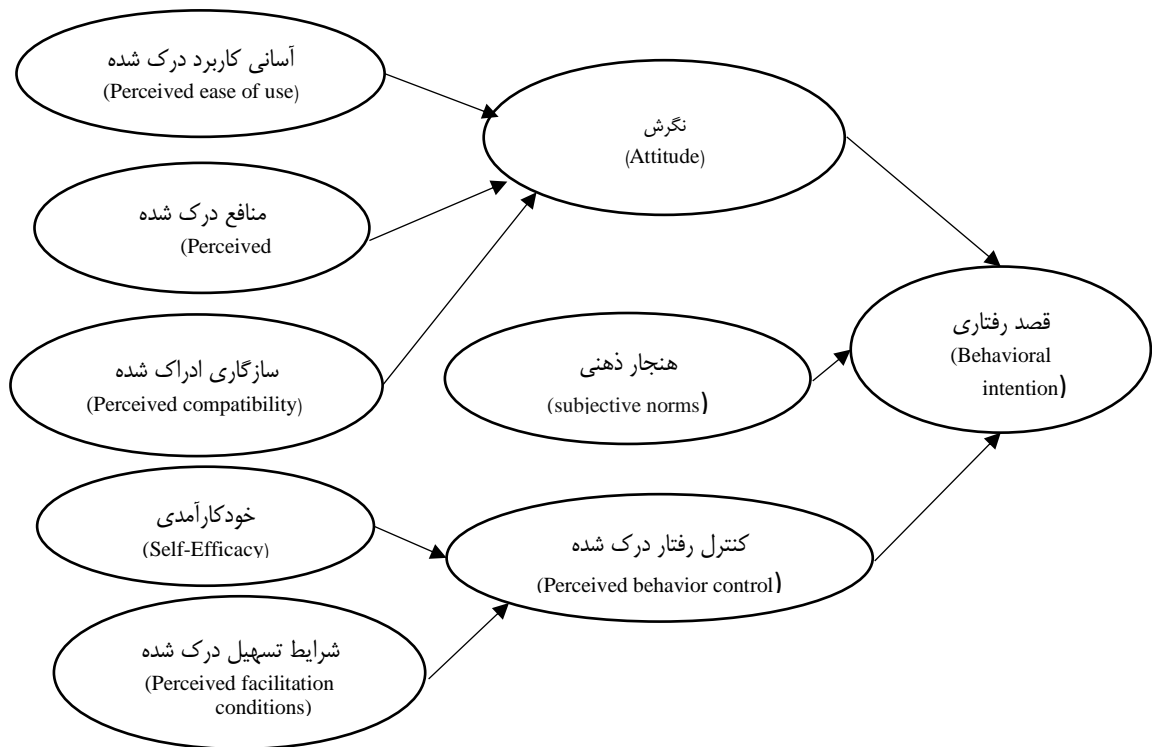 آسانی کاربرد درک شده
(Perceived ease of use)
نگرش
(Attitude)
منافع درک شده
(Perceived
سازگاری ادراک شده
(Perceived compatibility)
هنجار ذهنی
(subjective norms)
قصد رفتاری
(Behavioral
intention)
خودکارآمدی
(Self-Efficacy)
کنترل رفتار درک شده
(Perceived behavior control)
شرایط تسهیل درک شده
(Perceived facilitation
conditions)